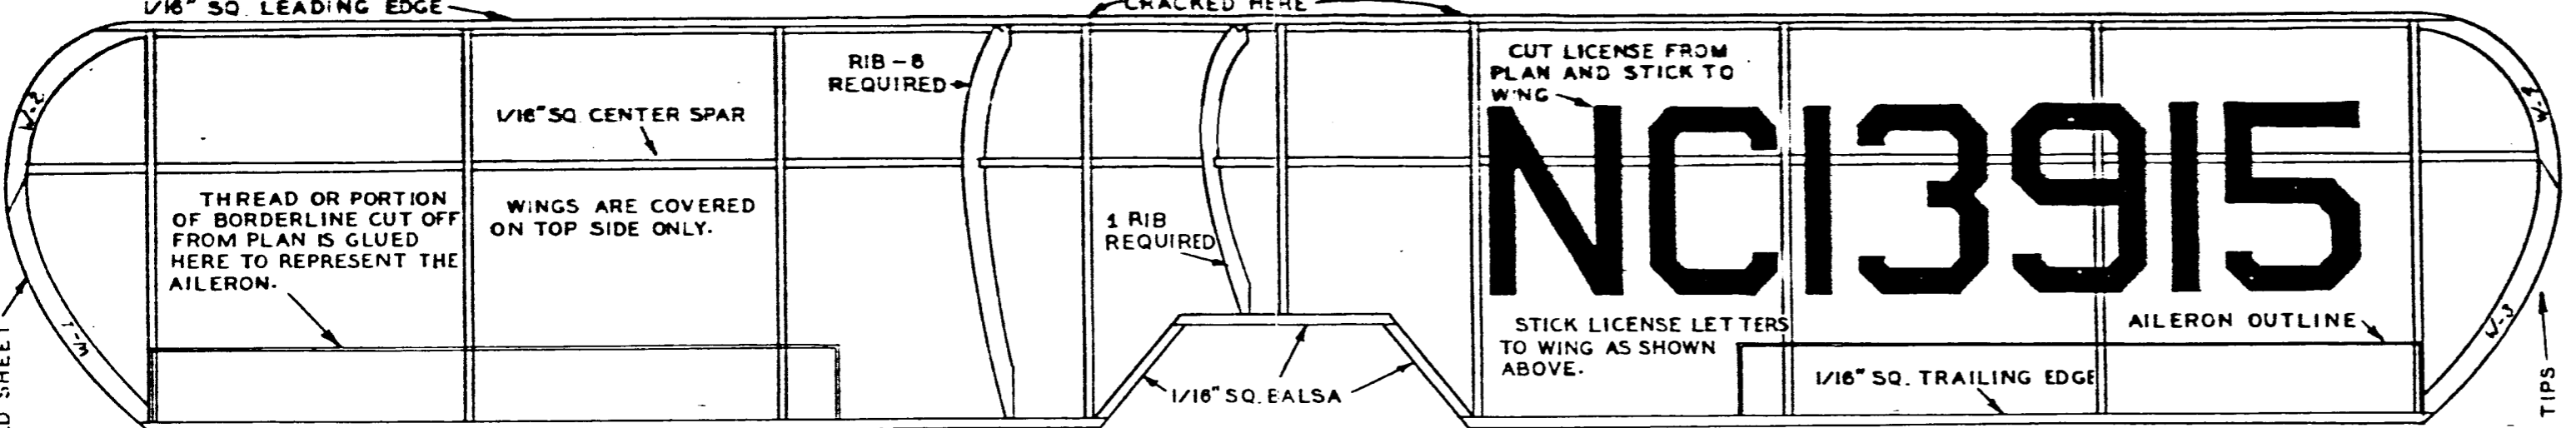 1/16" SQ. LEADING EDGE
CRACKED HERE
RIB - 8
REQUIRED
1/16" SQ. CENTER SPAR
THREAD OR PORTION
OF BORDERLINE CUT OFF
FROM PLAN IS GLUED
HERE TO REPRESENT THE
AILERON.
WINGS ARE COVERED
ON TOP SIDE ONLY.
1 RIB
REQUIRED
CUT LICENSE FROM
PLAN AND STICK TO
WING
NC13915
STICK LICENSE LETTERS
TO WING AS SHOWN
ABOVE.
AILERON OUTLINE
1/16" SQ. TRAILING EDGE
1/16" SQ. BALSA
W-2
W-2
W-3
SHEET
TIPS